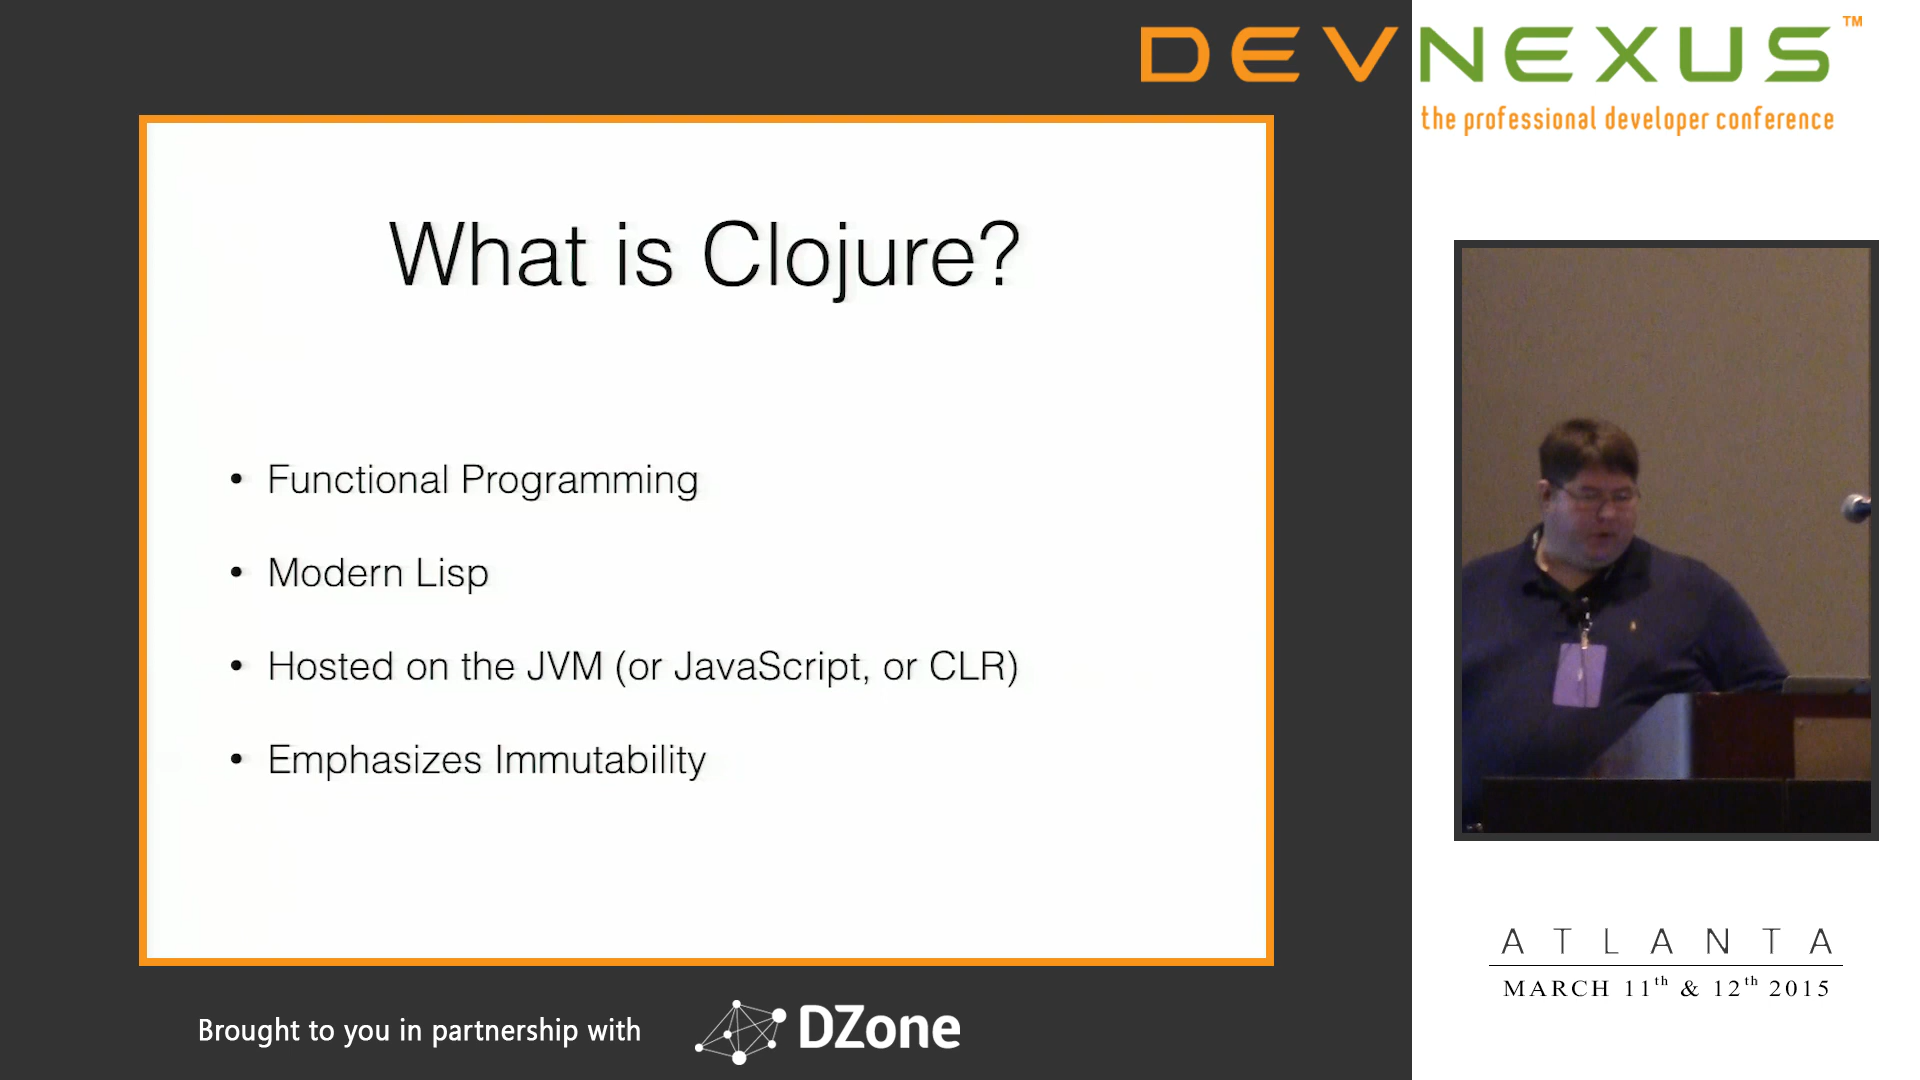 DEVNEXUS™
the professional developer conference
What is Clojure?
• Functional Programming
• Modern Lisp
• Hosted on the JVM (or JavaScript, or CLR)
• Emphasizes Immutability
ATLANTA
MARCH 11th & 12th 2015
Brought to you in partnership with
DZone